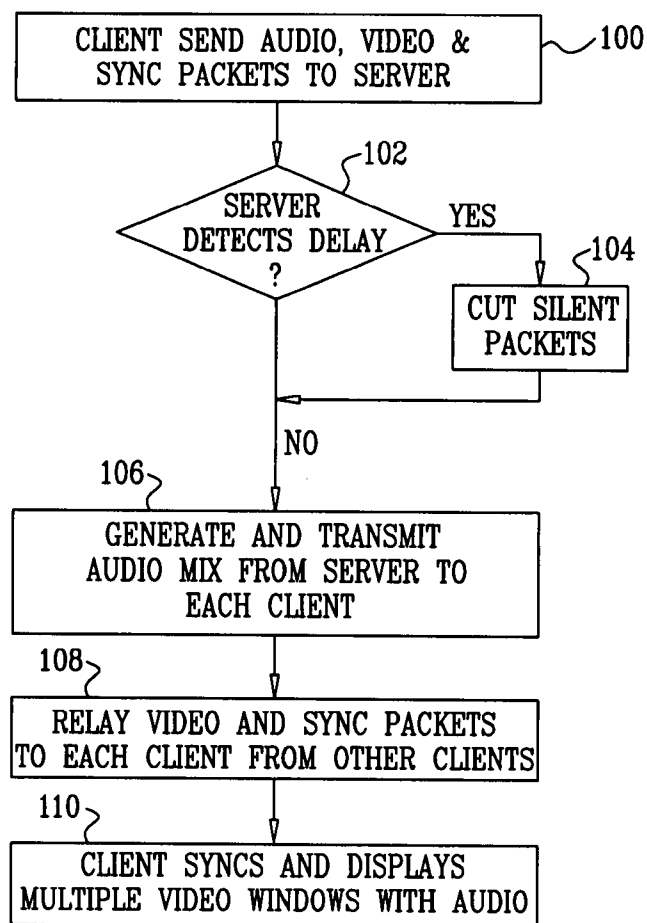 CLIENT SEND AUDIO, VIDEO &
SYNC PACKETS TO SERVER
100
102
SERVER
DETECTS DELAY
?
YES
104
CUT SILENT
PACKETS
NO
106
GENERATE AND TRANSMIT
AUDIO MIX FROM SERVER TO
EACH CLIENT
108
RELAY VIDEO AND SYNC PACKETS
TO EACH CLIENT FROM OTHER CLIENTS
110
CLIENT SYNCS AND DISPLAYS
MULTIPLE VIDEO WINDOWS WITH AUDIO